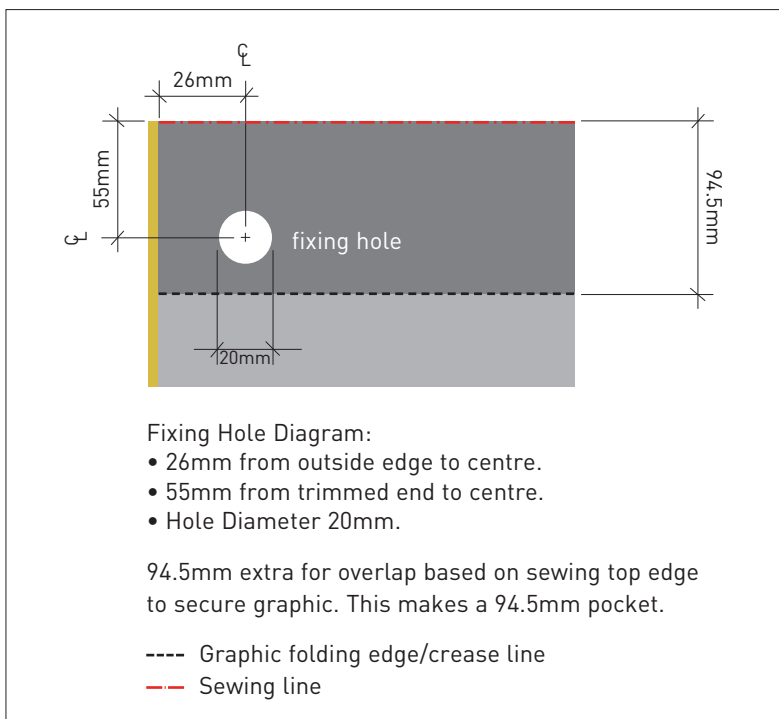 ℄
26mm
55mm
94.5mm
℄
fixing hole
20mm
Fixing Hole Diagram:
• 26mm from outside edge to centre.
• 55mm from trimmed end to centre.
• Hole Diameter 20mm.
94.5mm extra for overlap based on sewing top edge
to secure graphic. This makes a 94.5mm pocket.
Graphic folding edge/crease line
Sewing line